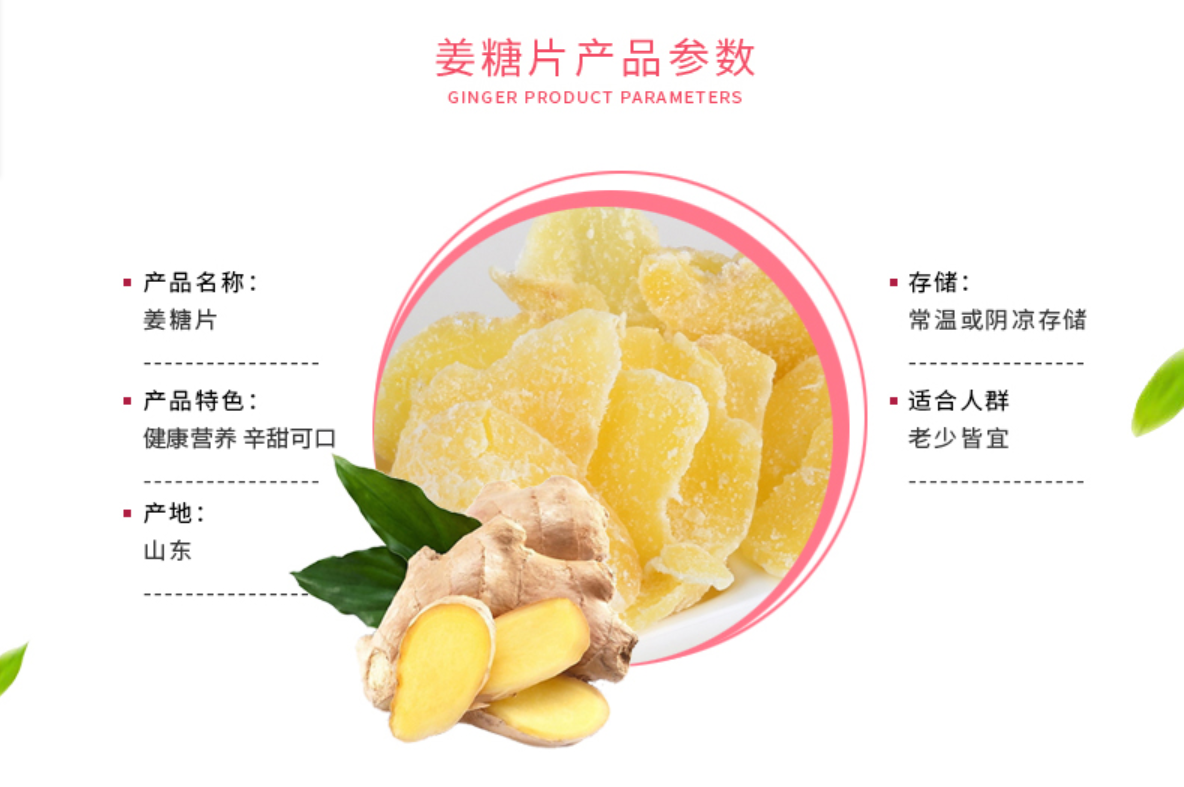 姜糖片产品参数
GINGER PRODUCT PARAMETERS
产品名称：
姜糖片
产品特色：
健康营养 辛甜可口
产地：
山东
存储：
常温或阴凉存储
适合人群
老少皆宜